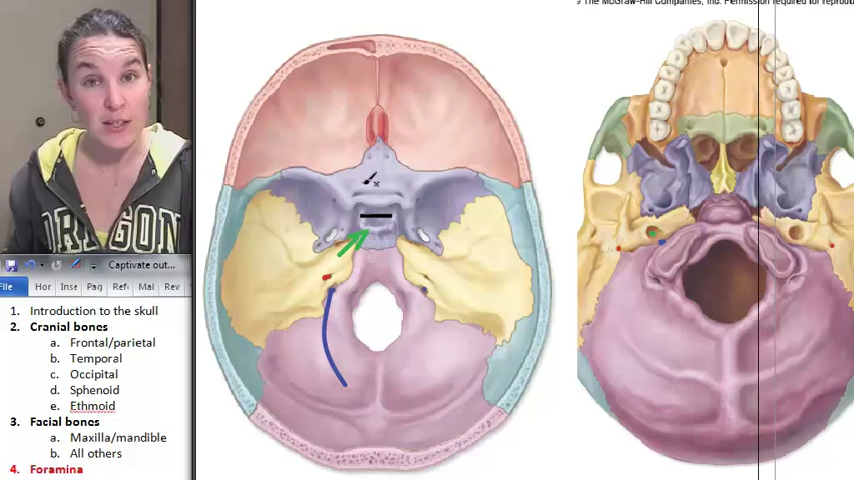 9 The McGraw-Hill Companies, Inc. Permission required for reprodu
OREGON
Captivate out...
File Hor Inse Pag Refe Mai Rev
1. Introduction to the skull
2. Cranial bones
a. Frontal/parietal
b. Temporal
c. Occipital
d. Sphenoid
e. Ethmoid
3. Facial bones
a. Maxilla/mandible
b. All others
4. Foramina